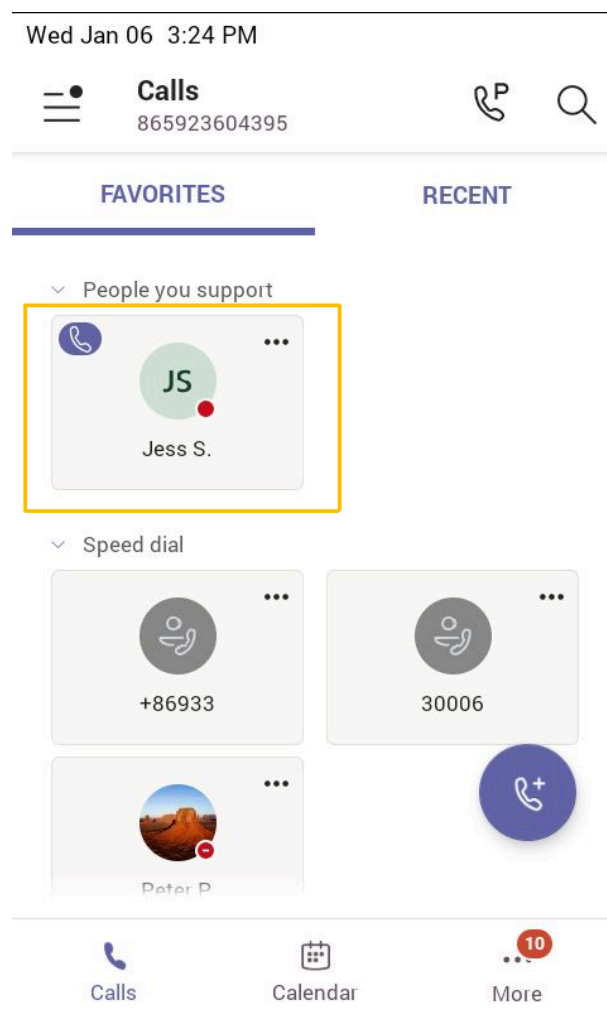 Wed Jan 06 3:24 PM
Calls
865923604395
P
FAVORITES
RECENT
People you support
JS
Jess S.
Speed dial
+86933
30006
Peter P
10
Calls
Calendar
More